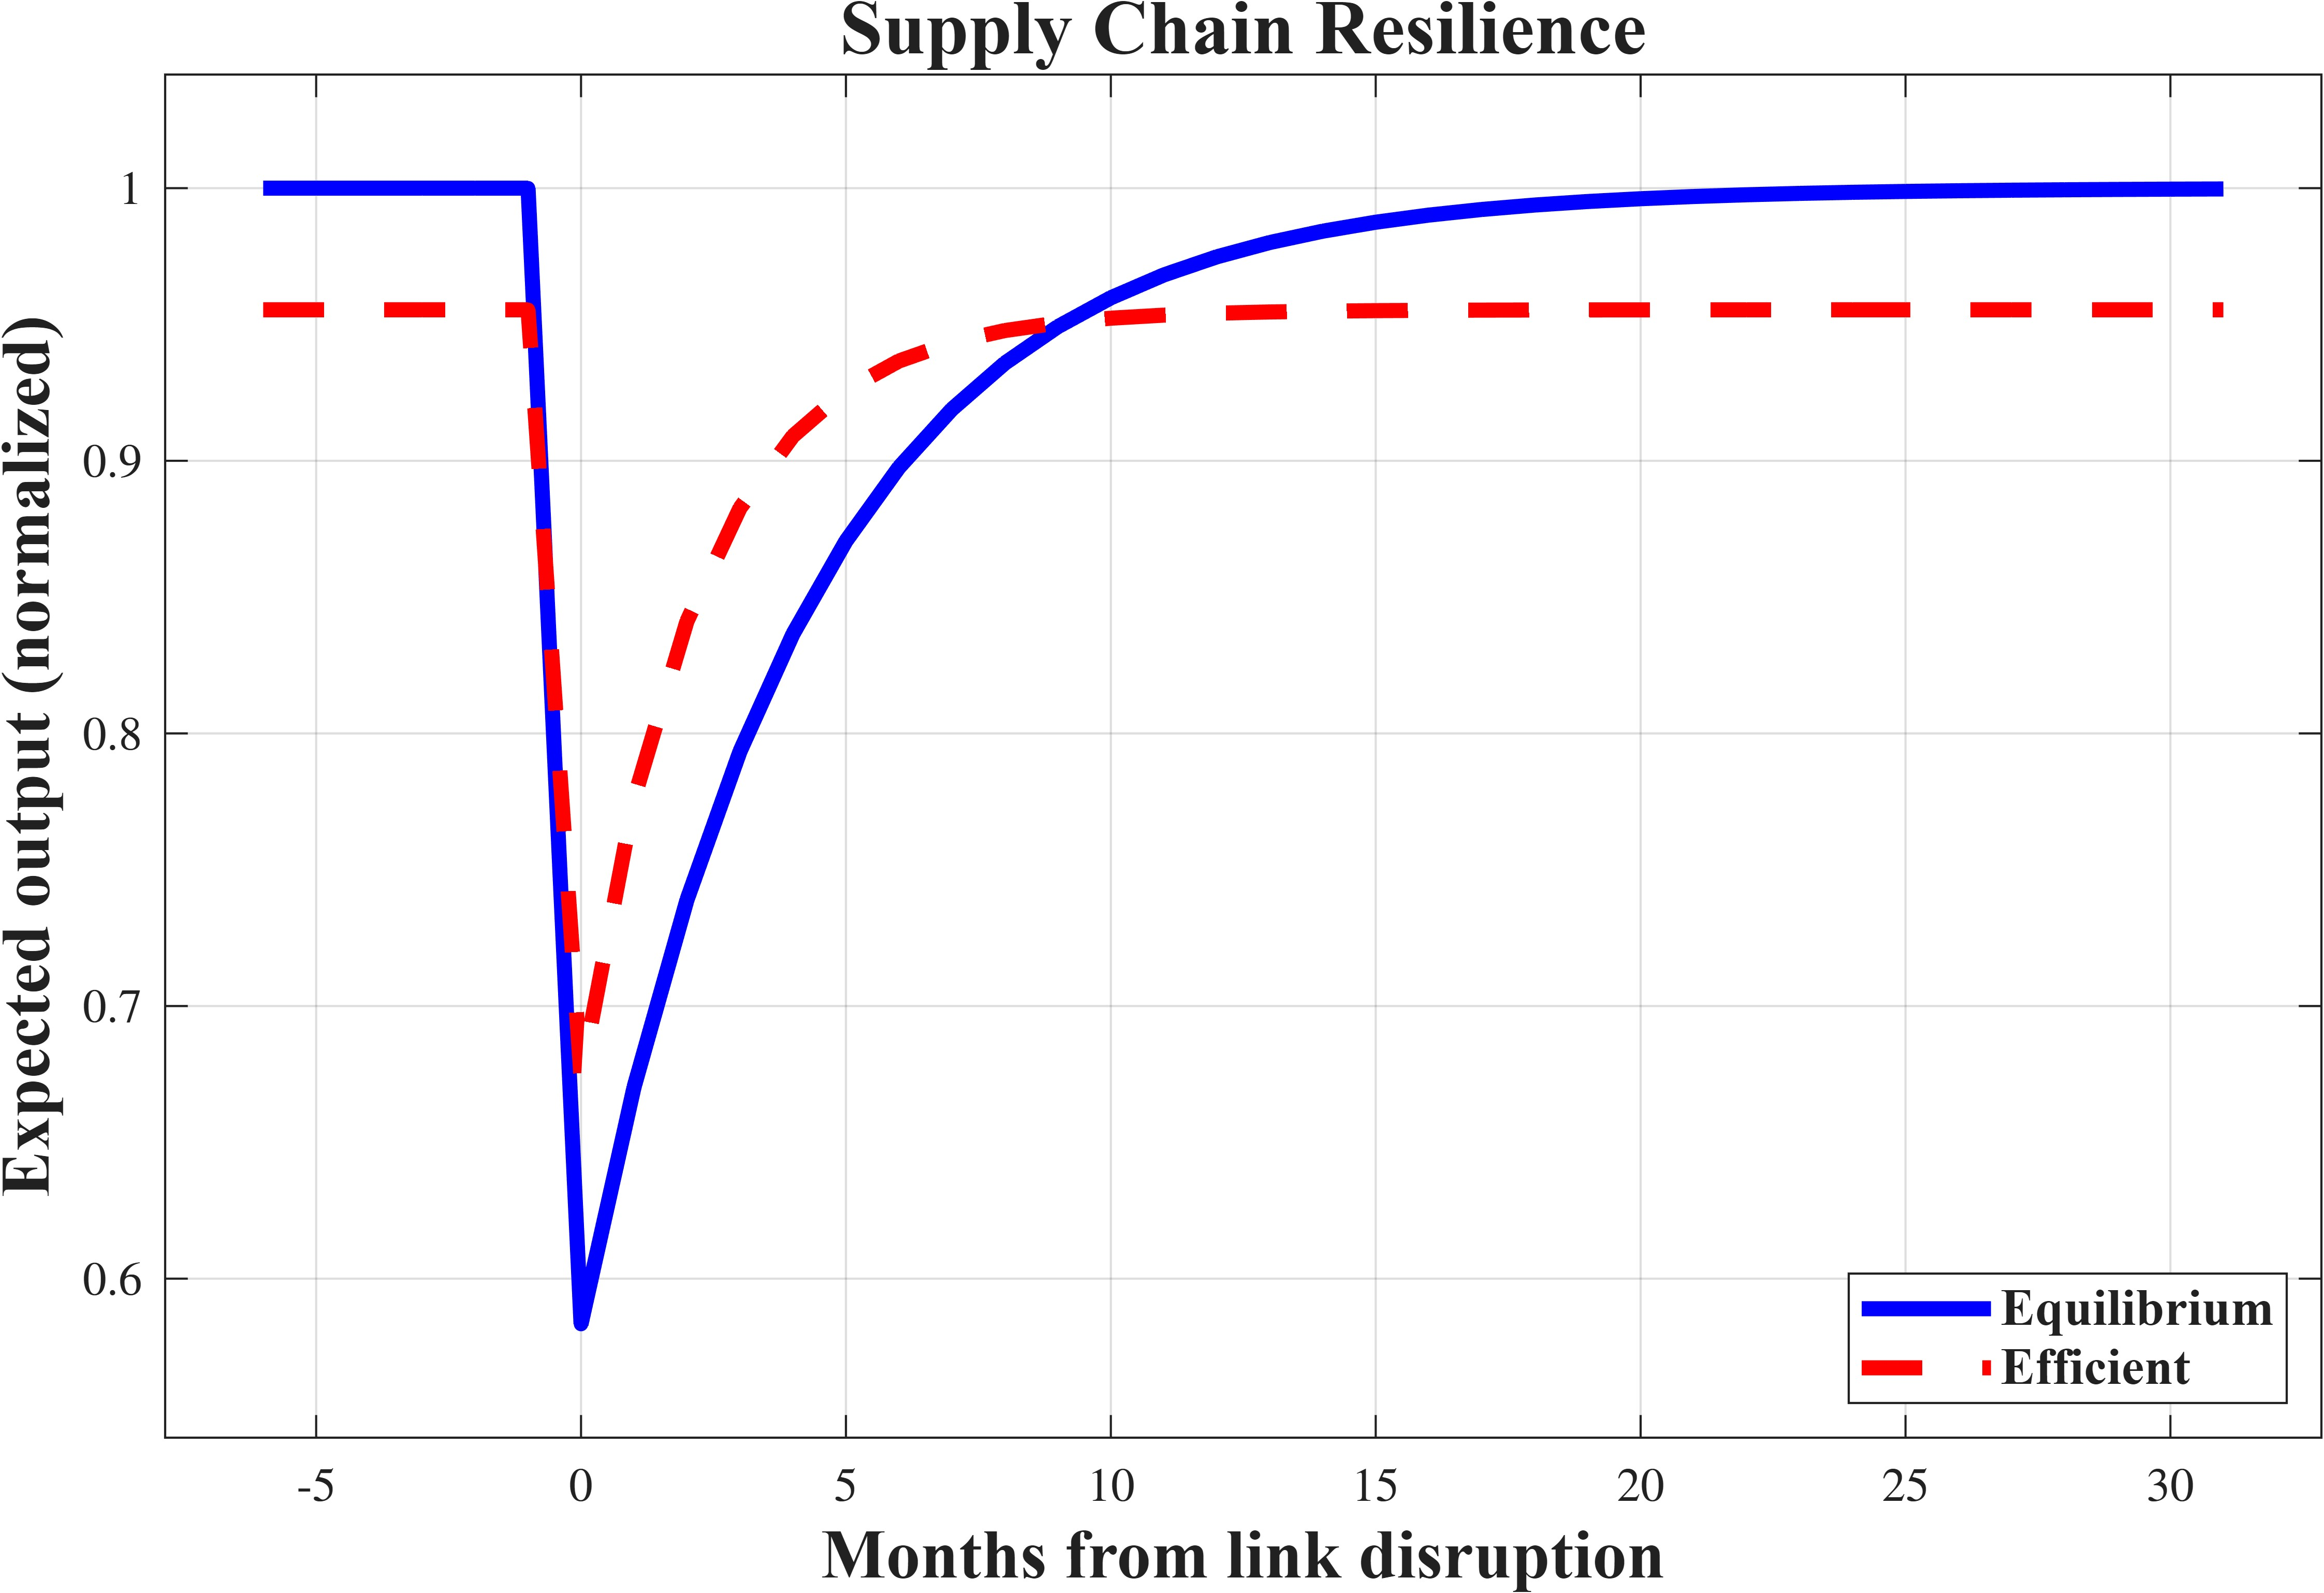 Supply Chain Resilience
Expected output (normalized)
1
0.9
0.8
0.7
0.6
-5 0 5 10 15 20 25 30
Months from link disruption
Equilibrium
Efficient